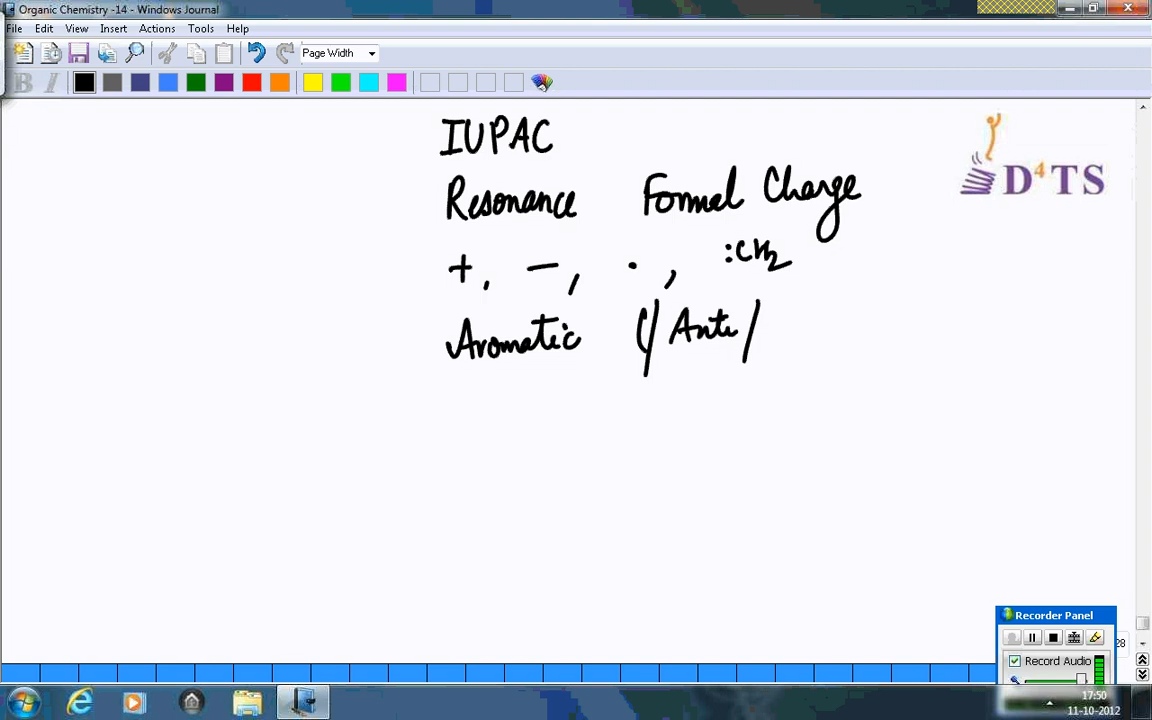 Organic Chemistry -14 - Windows Journal
File Edit View Insert Actions Tools Help
Page Width
B I
IUPAC
Resonance Formal Charge
+, −, ·, :CH2
Aromatic (/Anti/
D4TS
Recorder Panel
28
Record Audio
17:50
11-10-2012